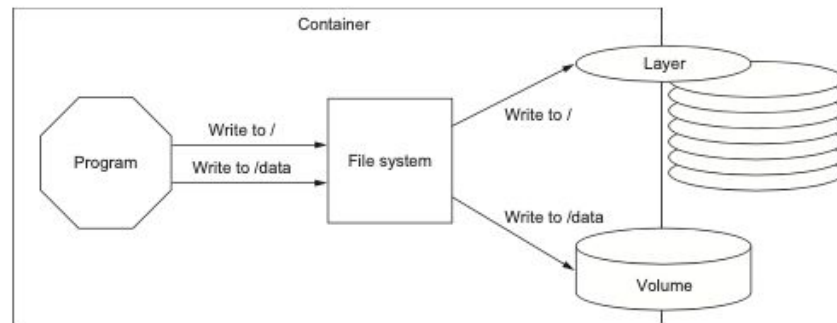 Container
Layer
Write to /
Write to /
Program
File system
Write to /data
Write to /data
Volume